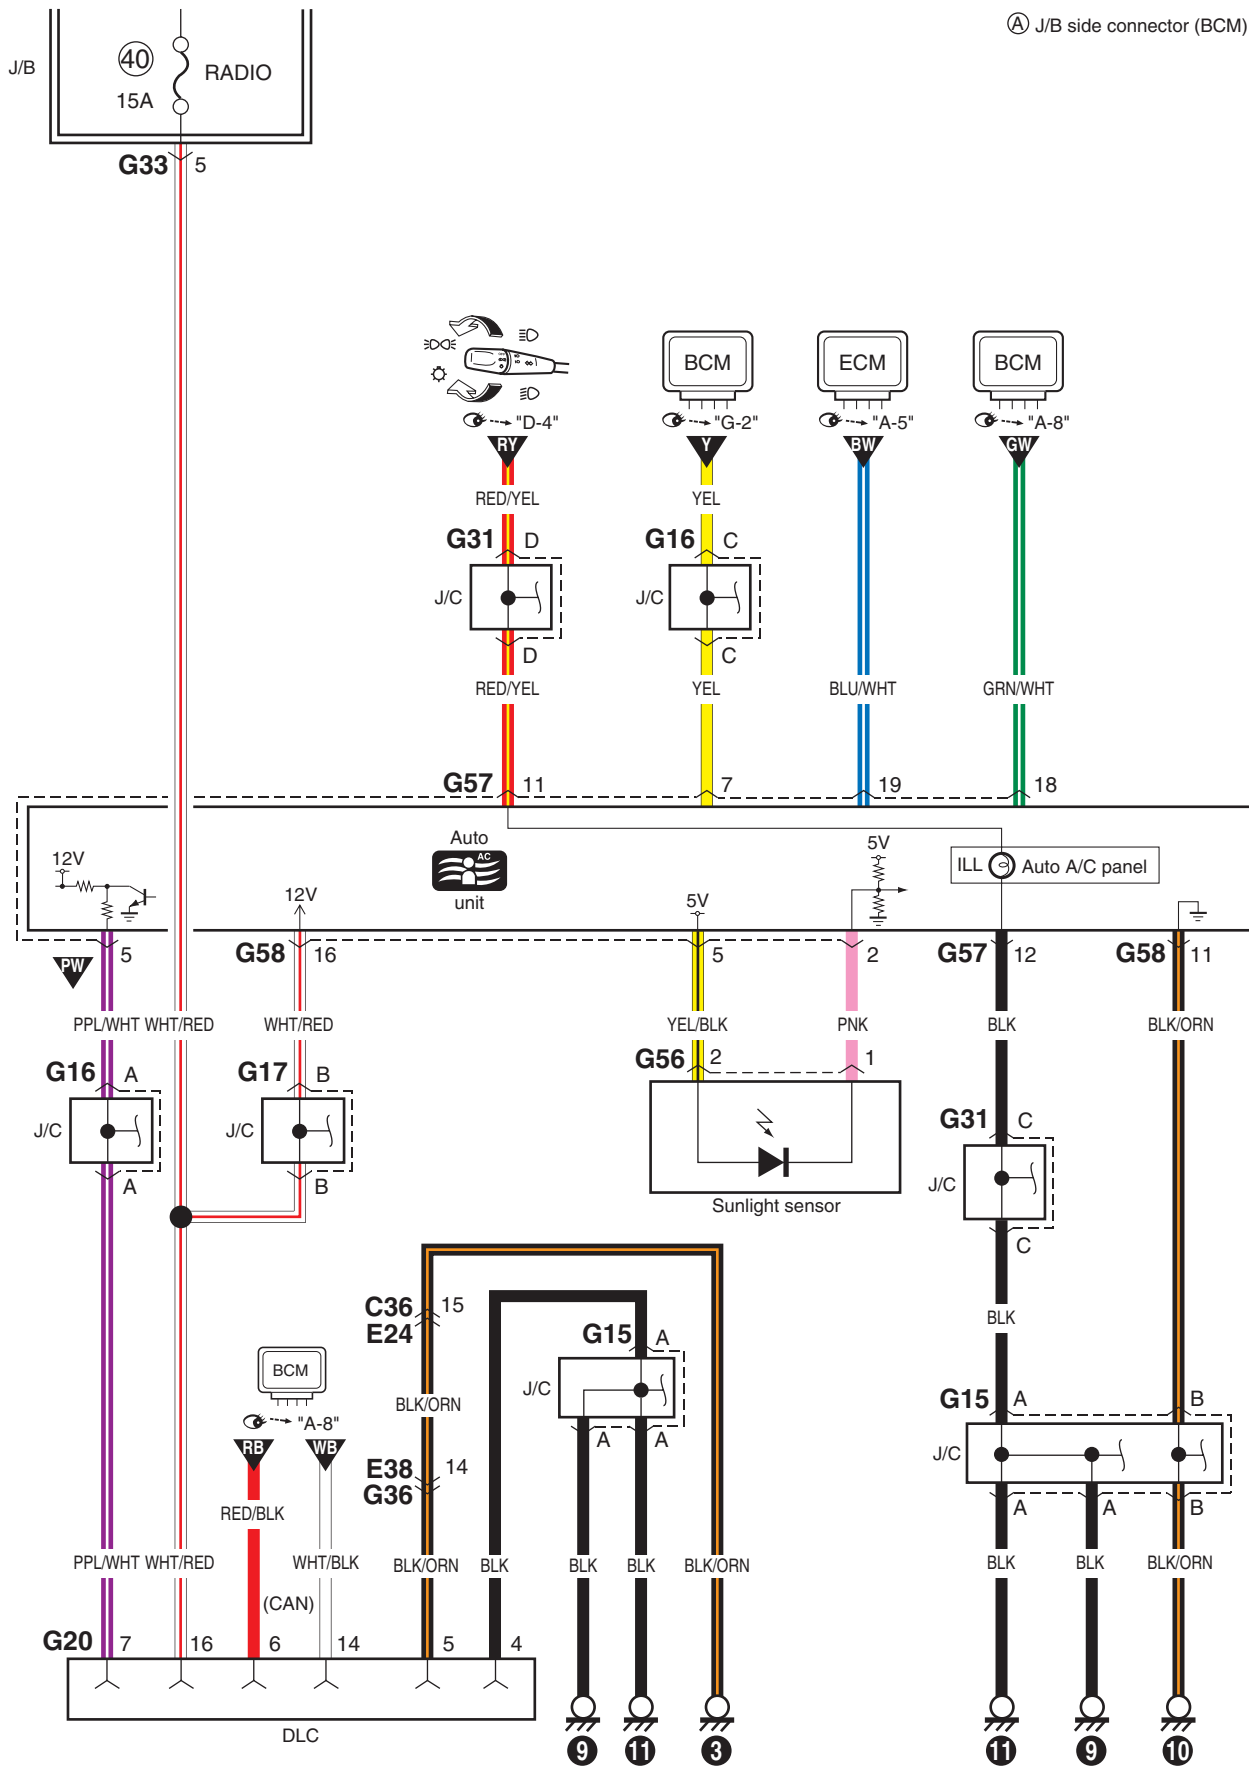 Ⓐ J/B side connector (BCM)
J/B
40
RADIO
15A
G33 5
BCM ECM BCM
"D-4" "G-2" "A-5" "A-8"
RY Y BW GW
RED/YEL YEL
G31 D G16 C
J/C J/C
D C
RED/YEL YEL BLU/WHT GRN/WHT
G57 11 7 19 18
Auto
AC
unit
12V
12V
5V
5V
ILL Auto A/C panel
5 G58 16 5 2 G57 12 G58 11
PW
PPL/WHT WHT/RED WHT/RED YEL/BLK PNK BLK BLK/ORN
G56 2 1
G16 A G17 B
J/C J/C
A B
Sunlight sensor
G31 C
J/C
C
BLK
C36 15
E24
G15 A
J/C
A A
BCM
"A-8"
RB WB
BLK/ORN
E38 14
G36
G15 A B
J/C
A A B
RED/BLK
PPL/WHT WHT/RED WHT/BLK BLK/ORN BLK BLK BLK BLK/ORN BLK BLK BLK/ORN
(CAN)
G20 7 16 6 14 5 4
DLC
9 11 3 11 9 10